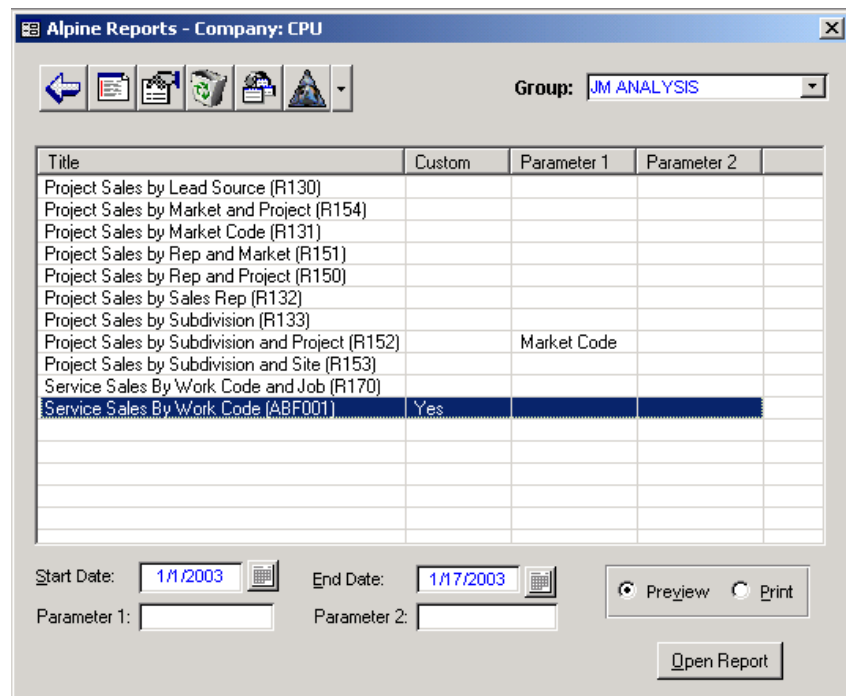 Alpine Reports - Company: CPU
Group: JM ANALYSIS
Title Custom Parameter 1 Parameter 2
Project Sales by Lead Source (R130)
Project Sales by Market and Project (R154)
Project Sales by Market Code (R131)
Project Sales by Rep and Market (R151)
Project Sales by Rep and Project (R150)
Project Sales by Sales Rep (R132)
Project Sales by Subdivision (R133)
Project Sales by Subdivision and Project (R152) Market Code
Project Sales by Subdivision and Site (R153)
Service Sales By Work Code and Job (R170)
Service Sales By Work Code (ABF001) Yes
Start Date: 1/1/2003 End Date: 1/17/2003 Preview Print
Parameter 1: Parameter 2:
Open Report